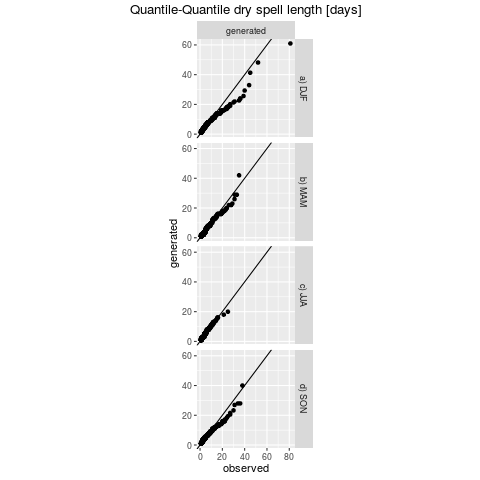 Quantile-Quantile dry spell length [days]
generated
60
40
20
0
a) DJF
60
40
20
0
b) MAM
60
40
20
0
c) JJA
60
40
20
0
d) SON
generated
0 20 40 60 80
observed